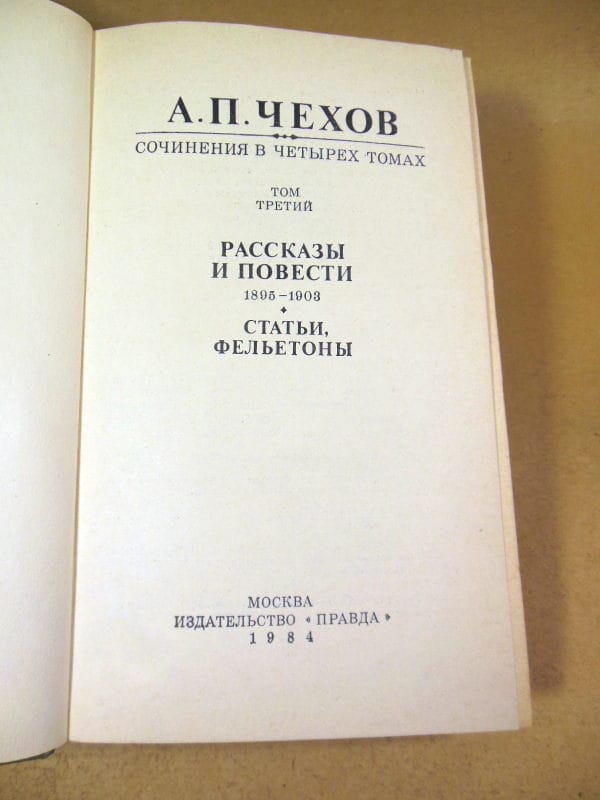 А. П. ЧЕХОВ
СОЧИНЕНИЯ В ЧЕТЫРЕХ ТОМАХ
ТОМ
ТРЕТИЙ
РАССКАЗЫ
И ПОВЕСТИ
1895–1903
СТАТЬИ,
ФЕЛЬЕТОНЫ
МОСКВА
ИЗДАТЕЛЬСТВО «ПРАВДА»
1984